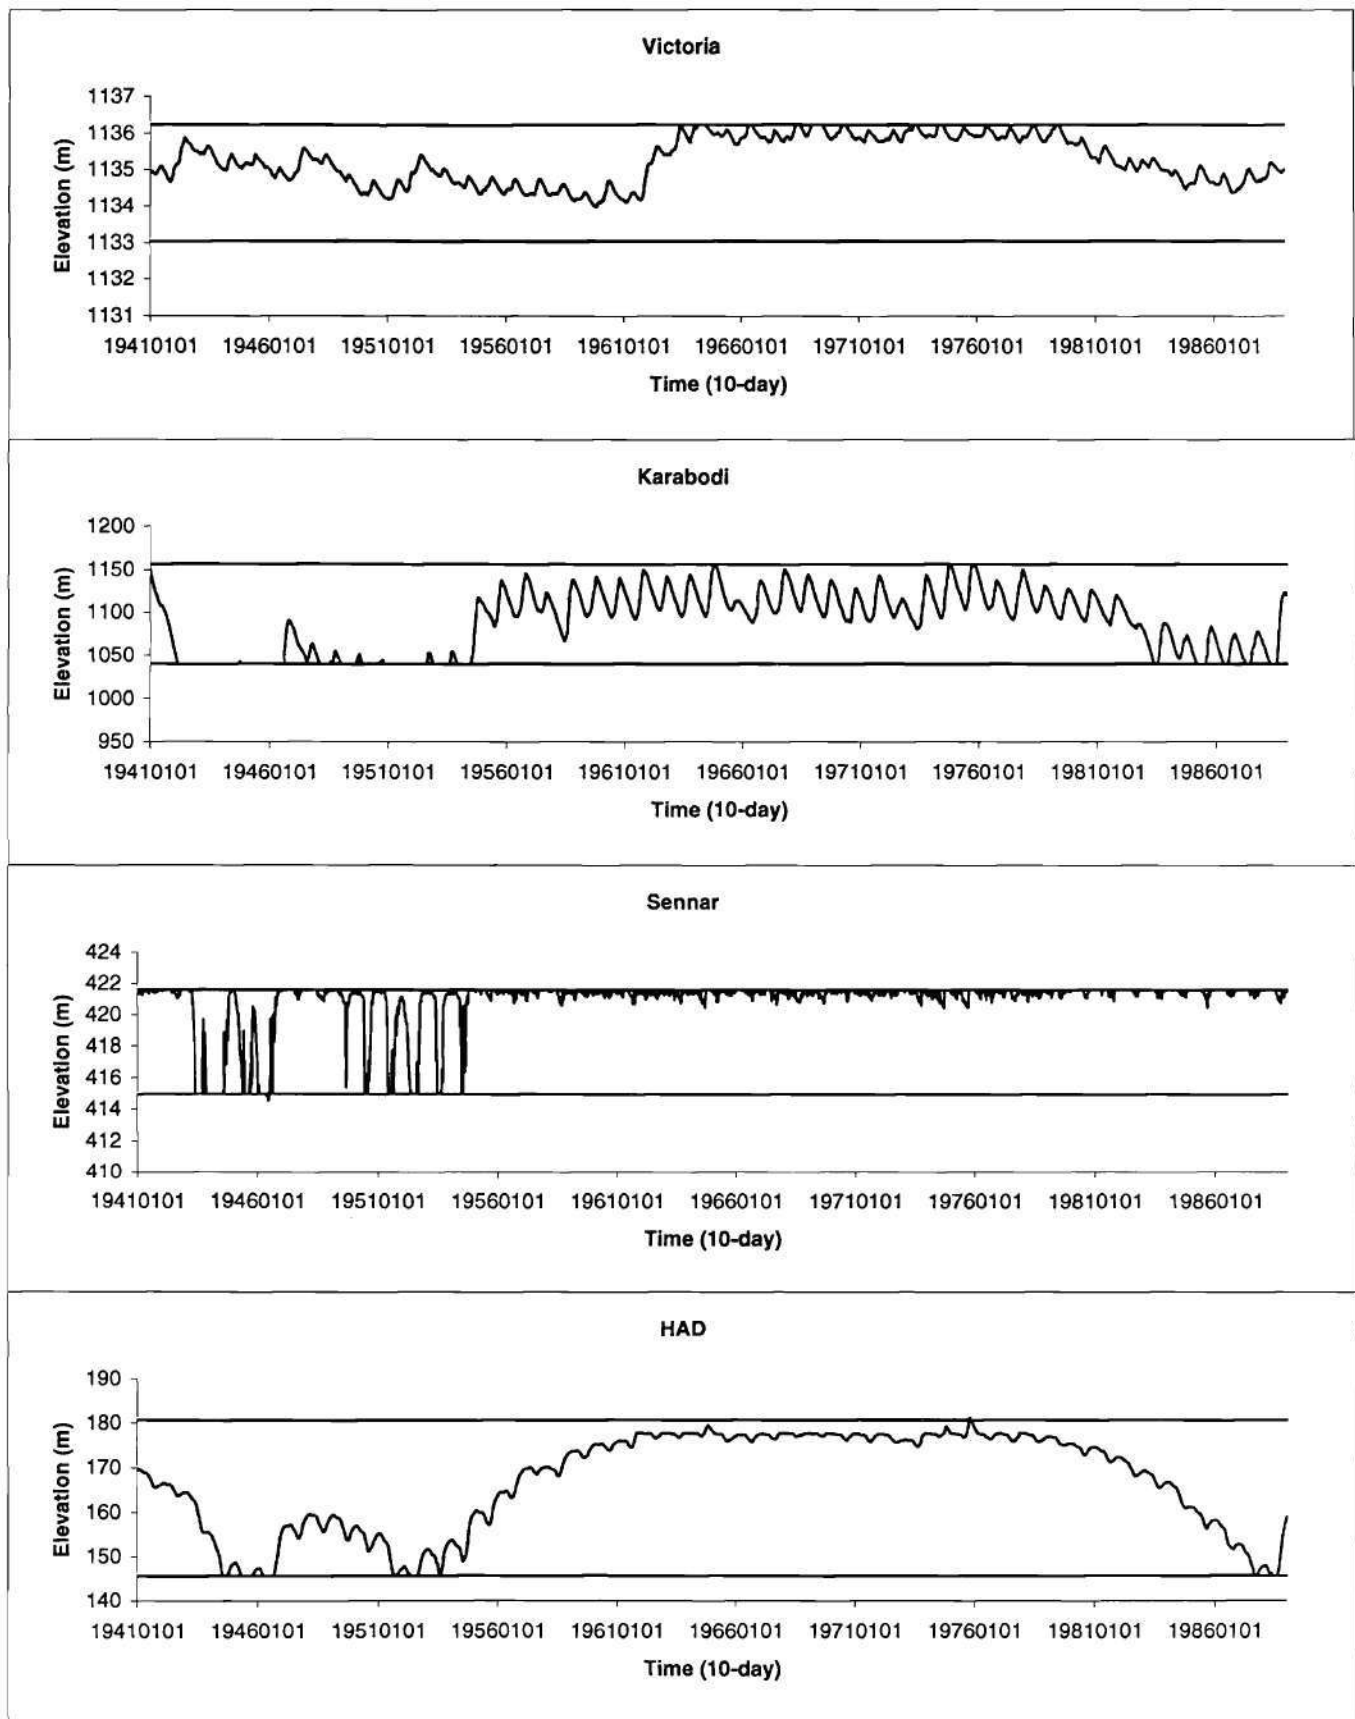 Victoria
1137
1136
1135
1134
1133
1132
1131
Elevation (m)
19410101 19460101 19510101 19560101 19610101 19660101 19710101 19760101 19810101 19860101
Time (10-day)
Karabodi
1200
1150
1100
1050
1000
950
Elevation (m)
19410101 19460101 19510101 19560101 19610101 19660101 19710101 19760101 19810101 19860101
Time (10-day)
Sennar
424
422
420
418
416
414
412
410
Elevation (m)
19410101 19460101 19510101 19560101 19610101 19660101 19710101 19760101 19810101 19860101
Time (10-day)
HAD
190
180
170
160
150
140
Elevation (m)
19410101 19460101 19510101 19560101 19610101 19660101 19710101 19760101 19810101 19860101
Time (10-day)